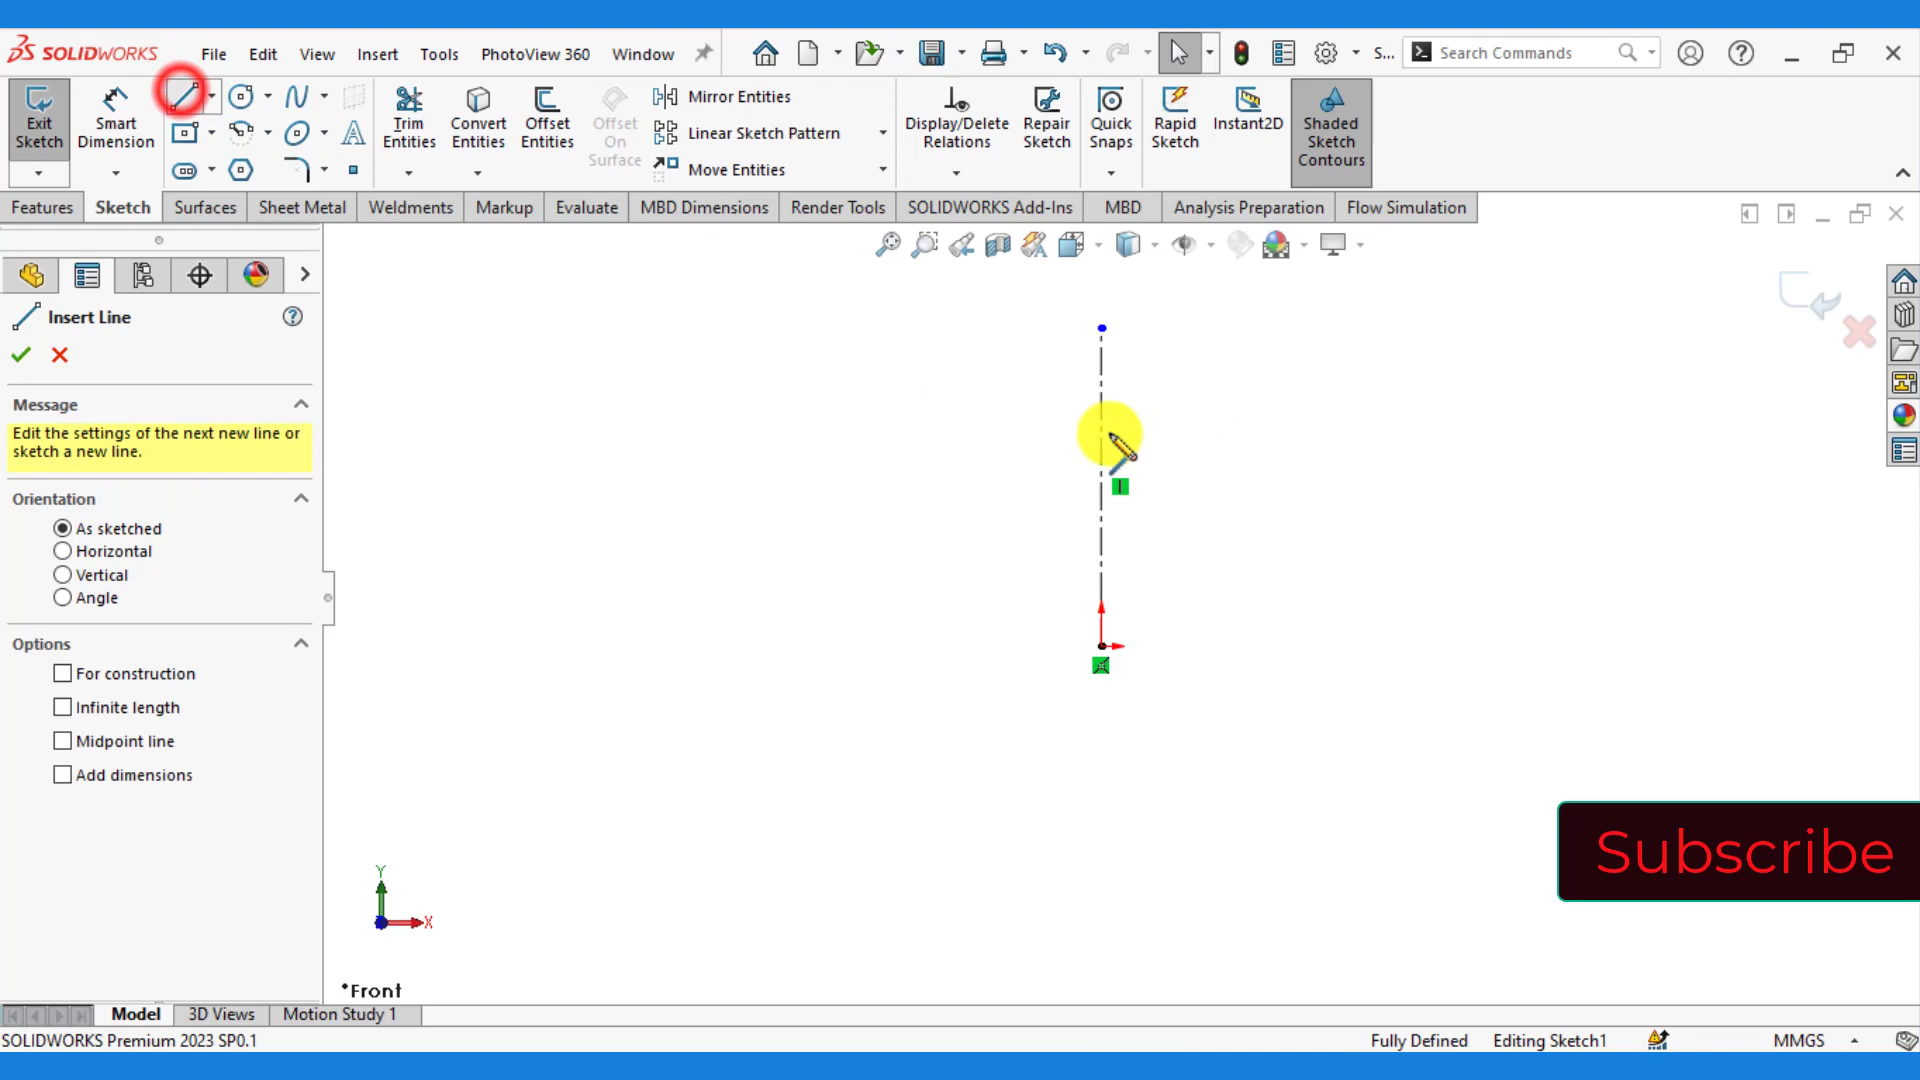 SOLIDWORKS
File
Edit
View
Insert
Tools
PhotoView 360
Window
S...
Search Commands
Exit
Sketch
Smart
Dimension
Trim
Entities
Convert
Entities
Offset
Entities
Offset
On
Surface
Mirror Entities
Linear Sketch Pattern
Move Entities
Display/Delete
Relations
Repair
Sketch
Quick
Snaps
Rapid
Sketch
Instant2D
Shaded
Sketch
Contours
Features
Sketch
Surfaces
Sheet Metal
Weldments
Markup
Evaluate
MBD Dimensions
Render Tools
SOLIDWORKS Add-Ins
MBD
Analysis Preparation
Flow Simulation
Insert Line
Message
Edit the settings of the next new line or
sketch a new line.
Orientation
As sketched
Horizontal
Vertical
Angle
Options
For construction
Infinite length
Midpoint line
Add dimensions
Subscribe
Y
X
*Front
Model
3D Views
Motion Study 1
SOLIDWORKS Premium 2023 SP0.1
Fully Defined
Editing Sketch1
MMGS